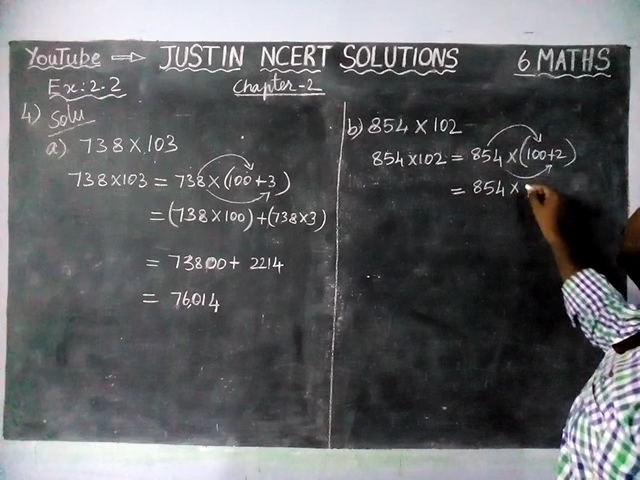 YouTube ⇒ JUSTIN NCERT SOLUTIONS 6 MATHS
Ex: 2.2 Chapter-2
4) Solu
a) 738 × 103
738×103 = 738 × (100 + 3)
= (738 × 100) + (738 × 3)
= 73800 + 2214
= 76,014
b) 854 × 102
854 × 102 = 854 × (100+2)
= 854 ×